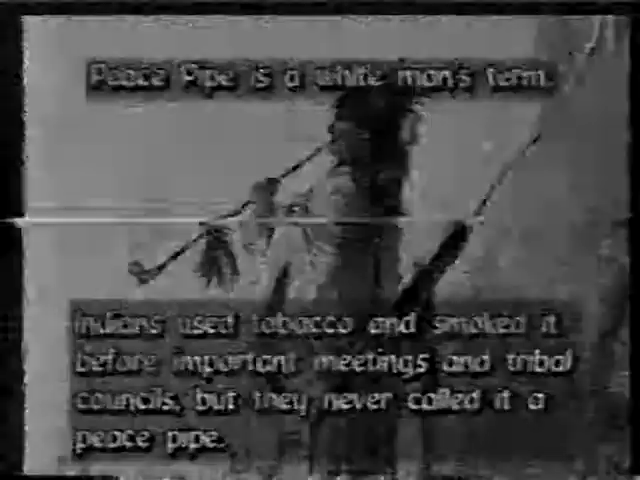 Peace Pipe is a white man's term.
Indians used tobacco and smoked it
before important meetings and tribal
councils, but they never called it a
peace pipe.